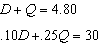 D + Q = 4.80
.10D + .25Q = 30